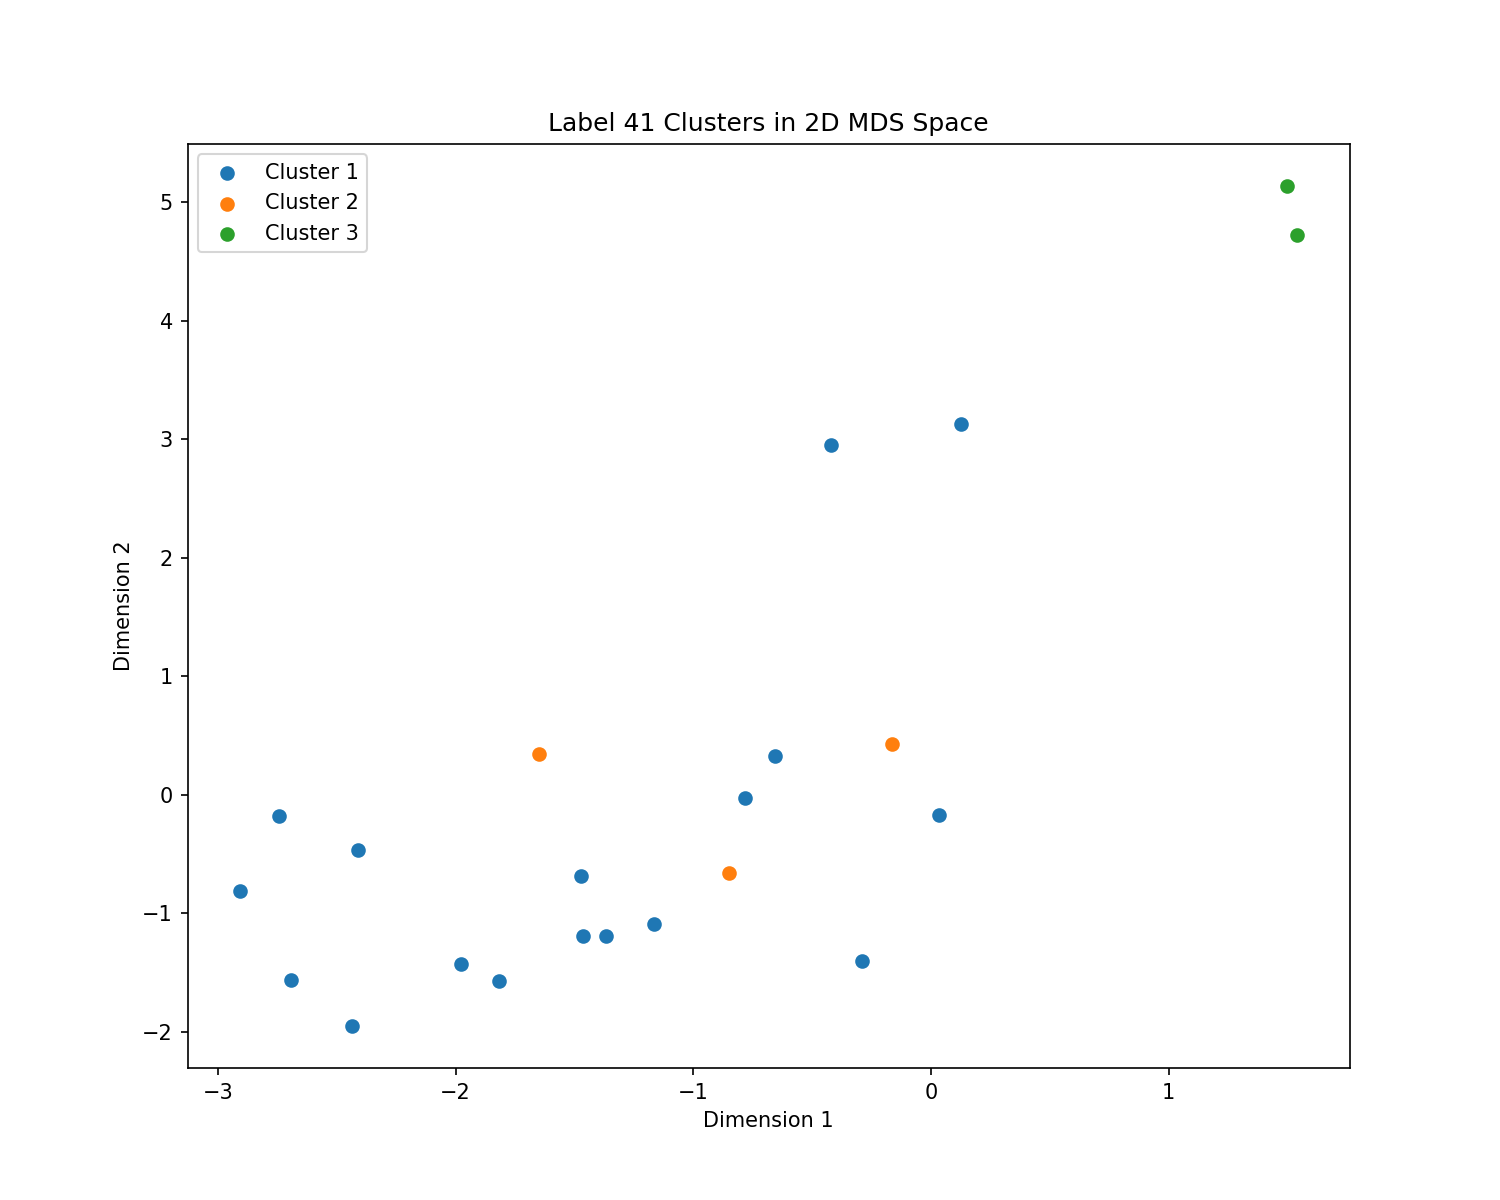 Label 41 Clusters in 2D MDS Space
Cluster 1
Cluster 2
Cluster 3
5
4
3
2
1
0
−1
−2
Dimension 2
−3
−2
−1
0
1
Dimension 1